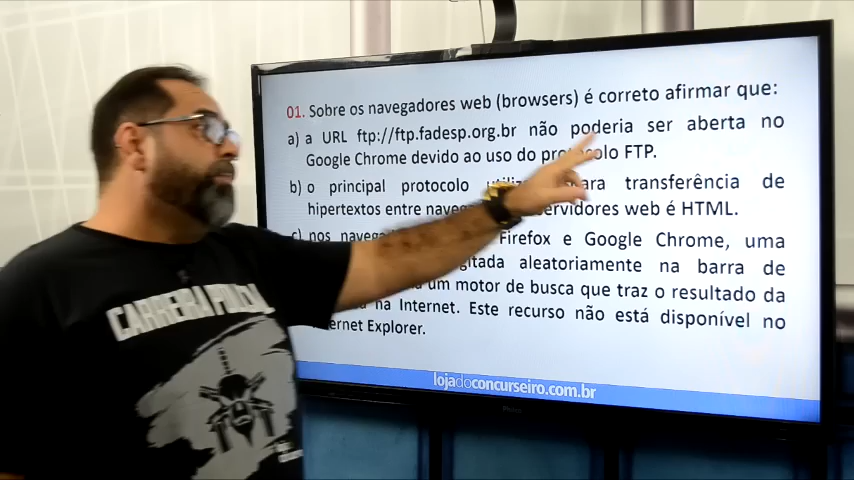 01. Sobre os navegadores web (browsers) é correto afirmar que:
a) a URL ftp://ftp.fadesp.org.br não poderia ser aberta no
Google Chrome devido ao uso do protocolo FTP.
b) o principal protocolo para transferência de
hipertextos entre servidores web é HTML.
c) nos Firefox e Google Chrome, uma
aleatoriamente na barra de
um motor de busca que traz o resultado da
na Internet. Este recurso não está disponível no
Internet Explorer.
lojadoconcurseiro.com.br
CARREIRA POLICIAL